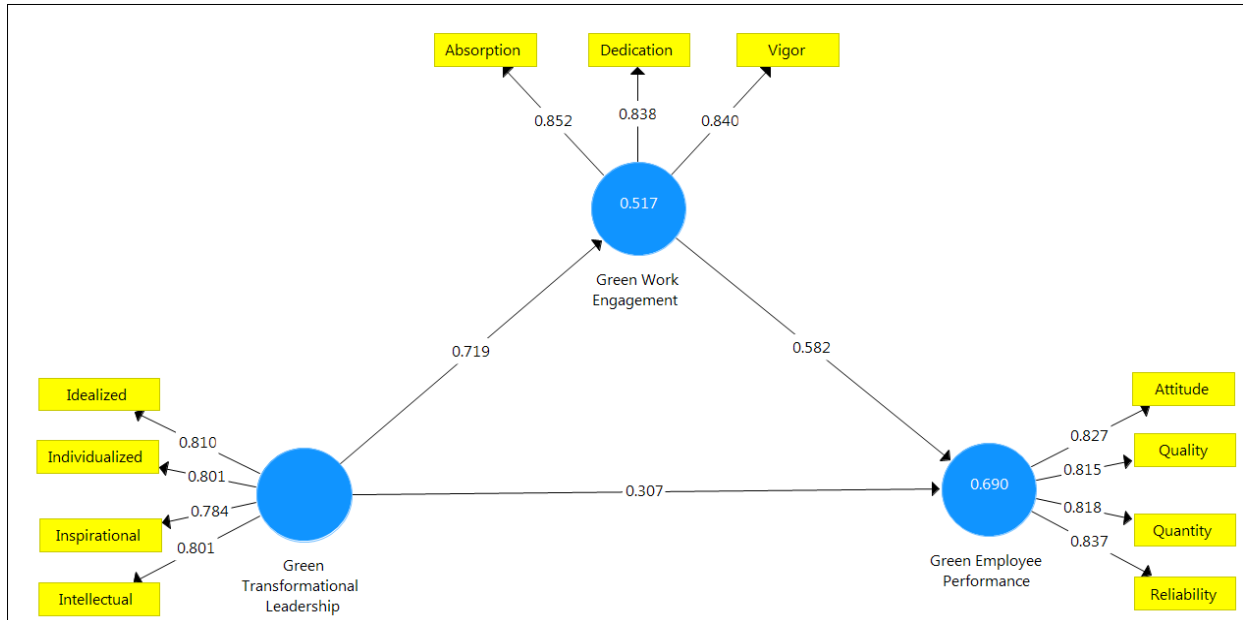 Absorption
Dedication
Vigor
0.852
0.838
0.840
0.517
Green Work
Engagement
0.719
0.582
Idealized
Individualized
Inspirational
Intellectual
0.810
0.801
0.784
0.801
Green
Transformational
Leadership
0.307
0.690
Green Employee
Performance
0.827
0.815
0.818
0.837
Attitude
Quality
Quantity
Reliability